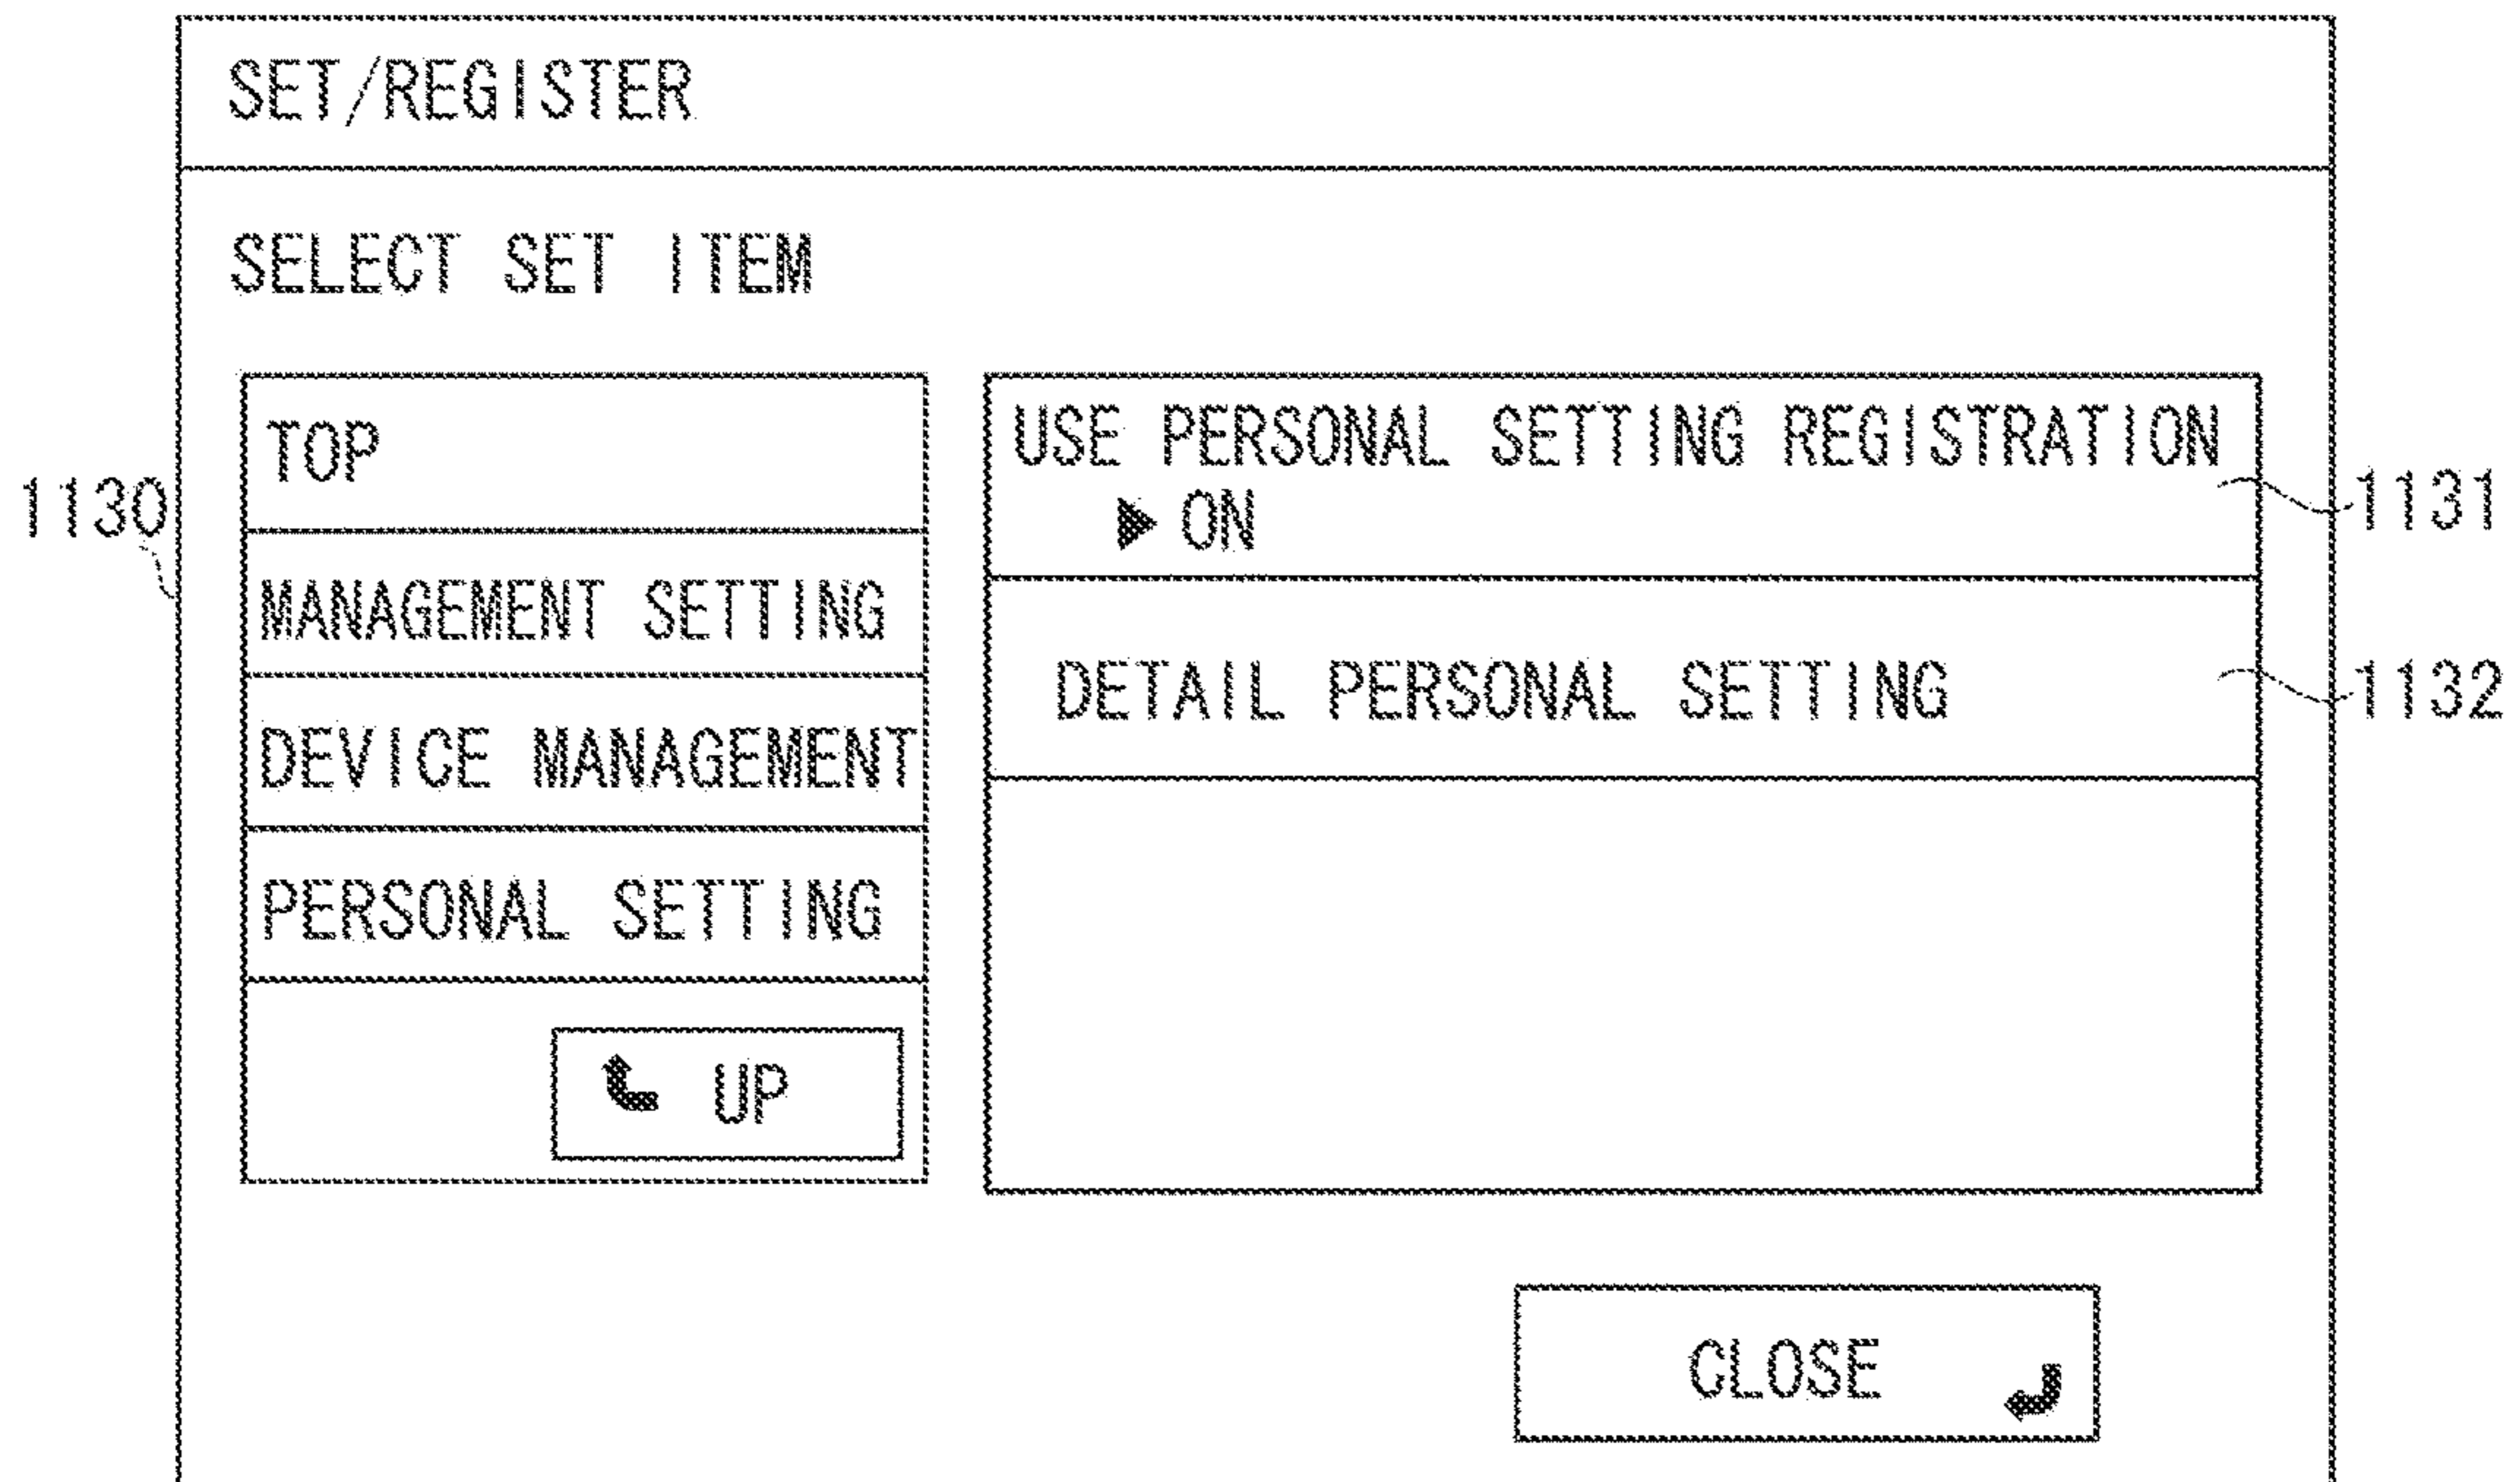 SET/REGISTER
SELECT SET ITEM
TOP
MANAGEMENT SETTING
DEVICE MANAGEMENT
PERSONAL SETTING
UP
USE PERSONAL SETTING REGISTRATION
▶ ON
DETAIL PERSONAL SETTING
CLOSE
1130
1131
1132